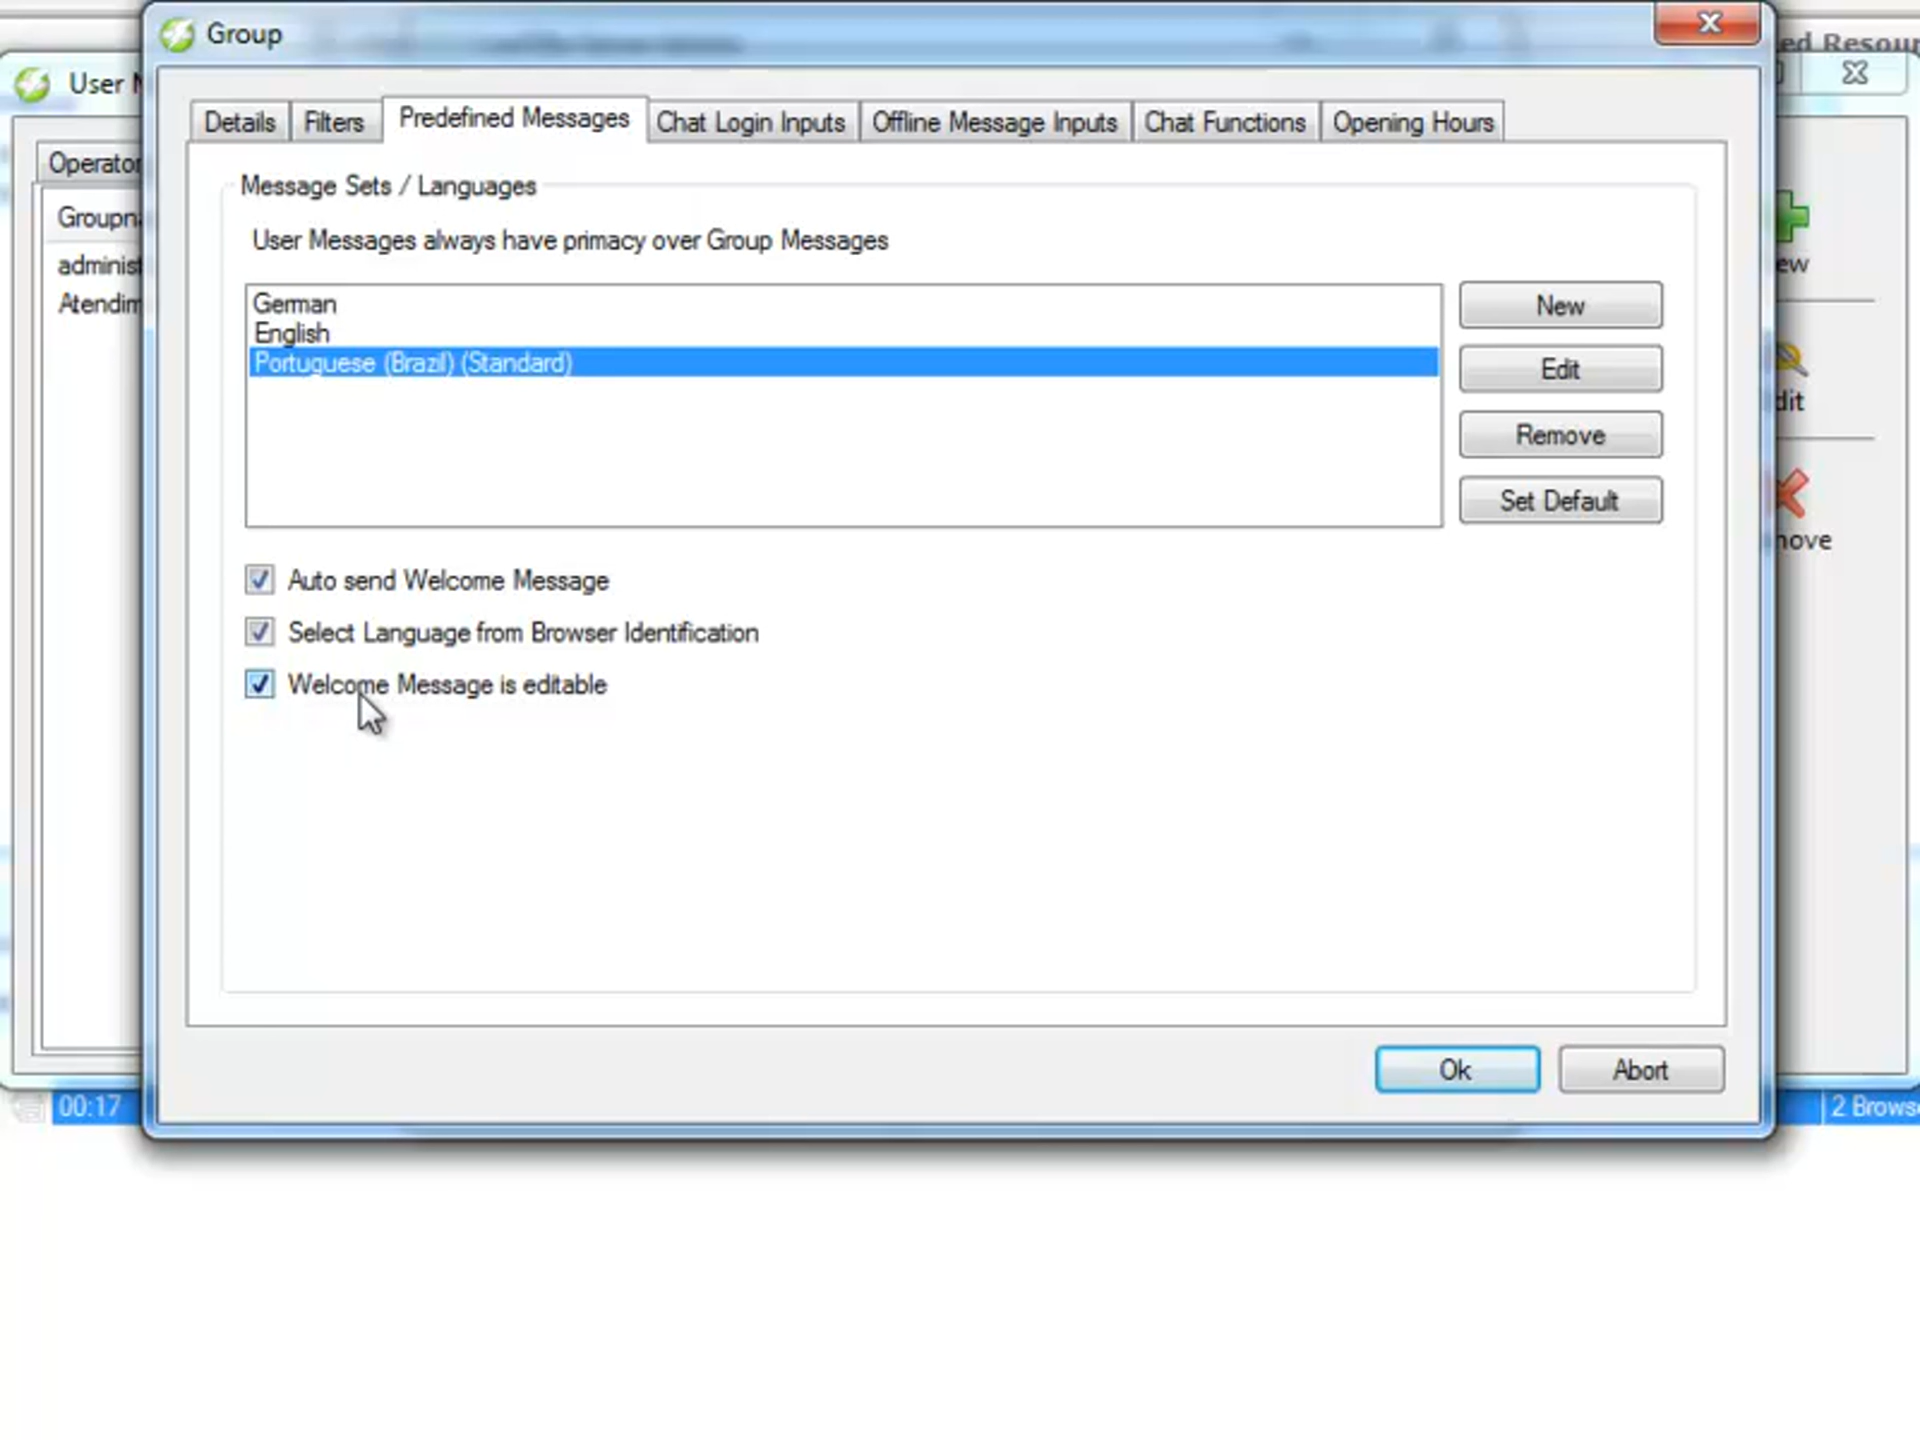 Group
User
Details
Filters
Predefined Messages
Chat Login Inputs
Offline Message Inputs
Chat Functions
Opening Hours
Message Sets / Languages
User Messages always have primacy over Group Messages
German
English
Portuguese (Brazil) (Standard)
New
Edit
Remove
Set Default
Auto send Welcome Message
Select Language from Browser Identification
Welcome Message is editable
Ok
Abort
00:17
2 Brows
Operator
Groupn
administ
Atendim
ed Resour
ew
dit
nove